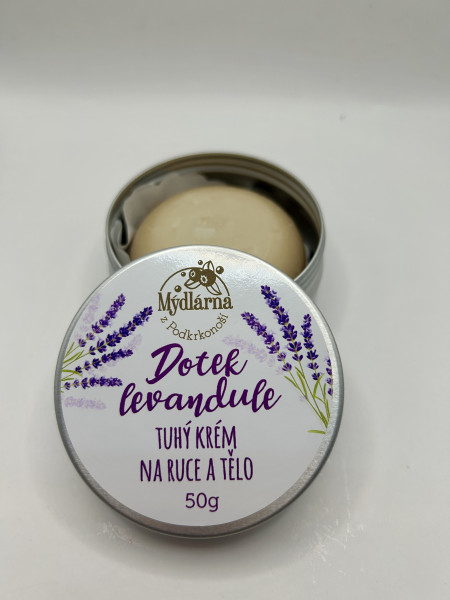 Mýdlárna
z Podkrkonoší
Dotek
levandule
TUHÝ KRÉM
NA RUCE A TĚLO
50g